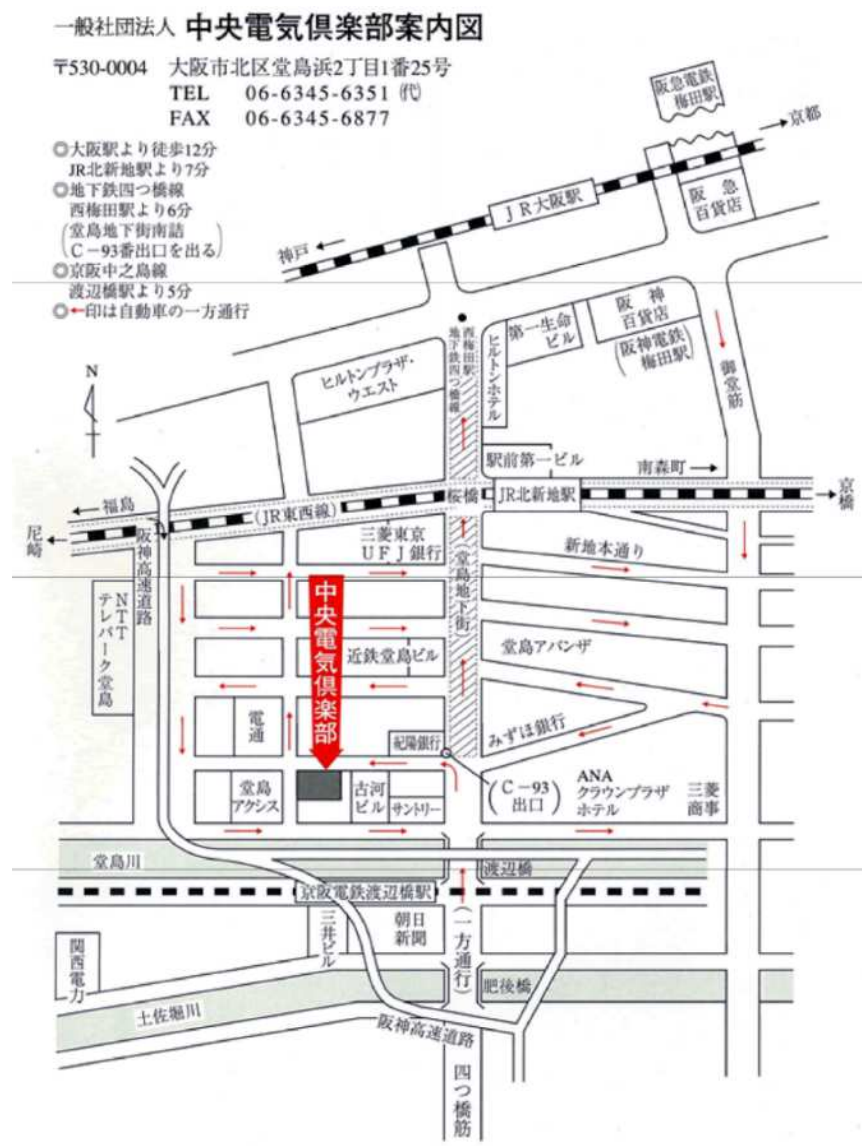 一般社団法人 中央電気倶楽部案内図
〒530-0004 大阪市北区堂島浜2丁目1番25号
TEL 06-6345-6351 ㈹
FAX 06-6345-6877
◎大阪駅より徒歩12分
JR北新地駅より7分
◎地下鉄四つ橋線
西梅田駅より6分
(堂島地下街南詰
C－93番出口を出る)
◎京阪中之島線
渡辺橋駅より5分
◎←印は自動車の一方通行
阪急電鉄
梅田駅
京都
阪急
百貨店
JR大阪駅
神戸
N
西梅田駅
地下鉄四つ橋線
ヒルトンホテル
第一生命
ビル
阪神
百貨店
(阪神電鉄
梅田駅)
御堂筋
ヒルトンプラザ・
ウエスト
駅前第一ビル
南森町
福島
尼崎
(JR東西線)
桜橋
JR北新地駅
京橋
阪神高速道路
三菱東京
UFJ銀行
(堂島地下街)
新地本通り
NTT
テレパーク堂島
中央電気倶楽部
近鉄堂島ビル
堂島アバンザ
電通
紀陽銀行
みずほ銀行
堂島
アクシス
古河
ビル
サントリー
(C－93
出口)
ANA
クラウンプラザ
ホテル
三菱
商事
堂島川
渡辺橋
京阪電鉄渡辺橋駅
三井ビル
朝日
新聞
(一方通行)
関西電力
肥後橋
土佐堀川
阪神高速道路
四つ橋筋